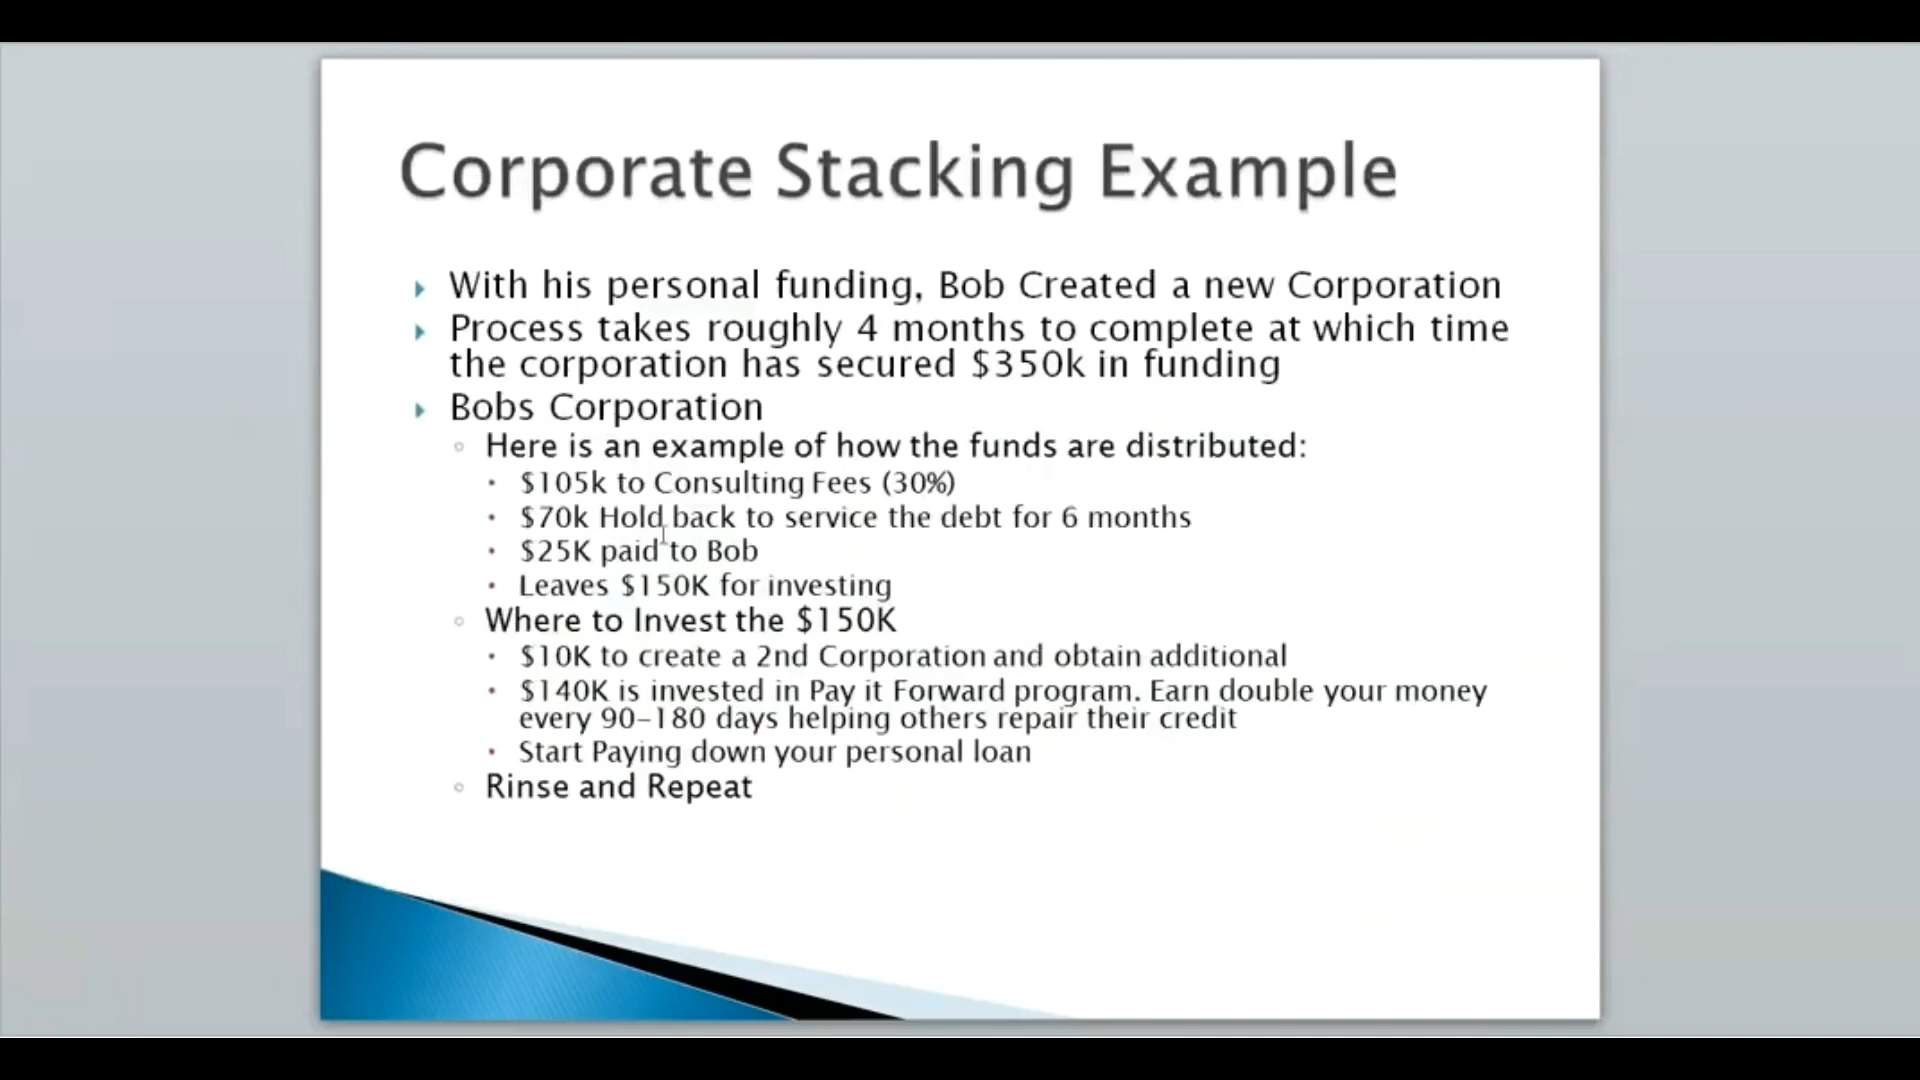 Corporate Stacking Example
With his personal funding, Bob Created a new Corporation
Process takes roughly 4 months to complete at which time
the corporation has secured $350k in funding
Bobs Corporation
Here is an example of how the funds are distributed:
$105k to Consulting Fees (30%)
$70k Hold back to service the debt for 6 months
$25K paid to Bob
Leaves $150K for investing
Where to Invest the $150K
$10K to create a 2nd Corporation and obtain additional
$140K is invested in Pay it Forward program. Earn double your money
every 90-180 days helping others repair their credit
Start Paying down your personal loan
Rinse and Repeat